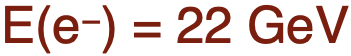 E(e⁻) = 22 GeV